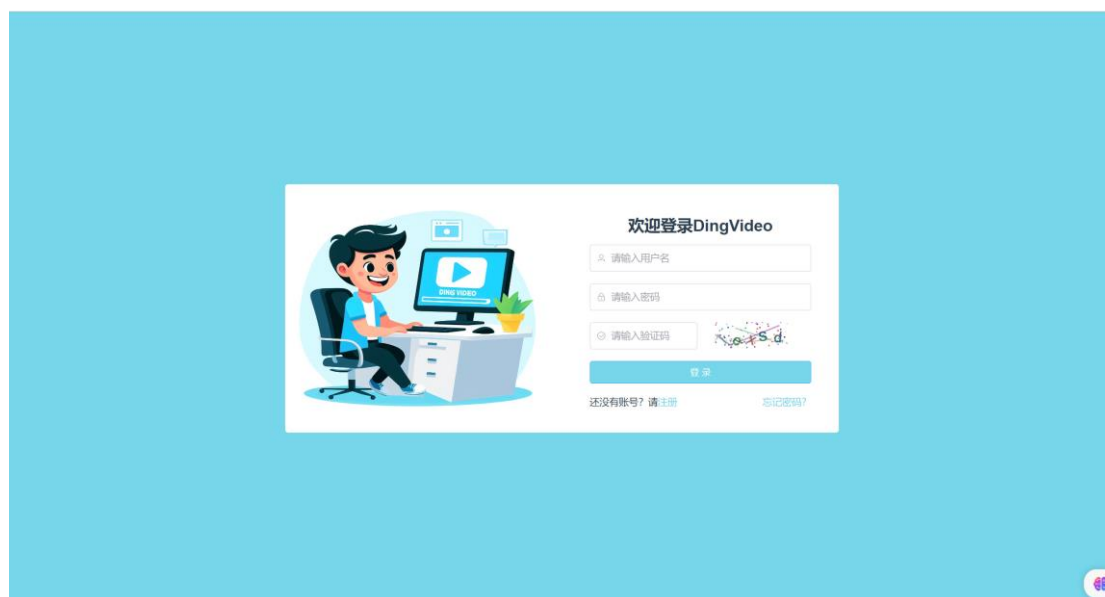 欢迎登录DingVideo
请输入用户名
DING VIDEO
请输入密码
请输入验证码
登 录
还没有账号？请注册
忘记密码?